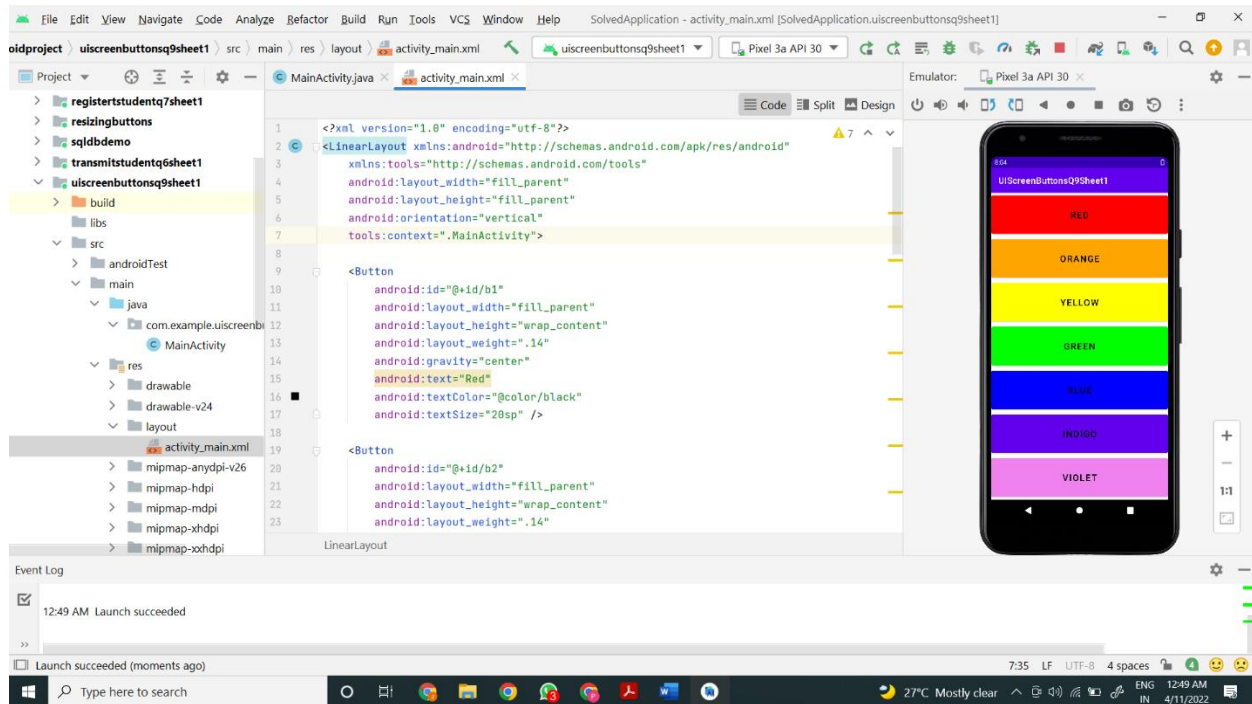 File Edit View Navigate Code Analyze Refactor Build Run Tools VCS Window Help SolvedApplication - activity_main.xml [SolvedApplication.uiscreenbuttonsq9sheet1]
oidproject uiscreenbuttonsq9sheet1 src main res layout activity_main.xml uiscreenbuttonsq9sheet1 Pixel 3a API 30
Project MainActivity.java activity_main.xml Emulator: Pixel 3a API 30
Code Split Design
registertstudentq7sheet1
resizingbuttons
sqldbdemo
transmitstudentq6sheet1
uiscreenbuttonsq9sheet1
build
libs
src
androidTest
main
java
com.example.uiscreenb
MainActivity
res
drawable
drawable-v24
layout
activity_main.xml
mipmap-anydpi-v26
mipmap-hdpi
mipmap-mdpi
mipmap-xhdpi
mipmap-xxhdpi
7
1 <?xml version="1.0" encoding="utf-8"?>
2 <LinearLayout xmlns:android="http://schemas.android.com/apk/res/android"
3 xmlns:tools="http://schemas.android.com/tools"
4 android:layout_width="fill_parent"
5 android:layout_height="fill_parent"
6 android:orientation="vertical"
7 tools:context=".MainActivity">
8
9 <Button
10 android:id="@+id/b1"
11 android:layout_width="fill_parent"
12 android:layout_height="wrap_content"
13 android:layout_weight=".14"
14 android:gravity="center"
15 android:text="Red"
16 android:textColor="@color/black"
17 android:textSize="20sp" />
18
19 <Button
20 android:id="@+id/b2"
21 android:layout_width="fill_parent"
22 android:layout_height="wrap_content"
23 android:layout_weight=".14"
LinearLayout
8:04
UIScreenButtonsQ9Sheet1
RED
ORANGE
YELLOW
GREEN
BLUE
INDIGO
VIOLET
1:1
Event Log
12:49 AM Launch succeeded
Launch succeeded (moments ago) 7:35 LF UTF-8 4 spaces 4
Type here to search 3 27°C Mostly clear ENG 12:49 AM
IN 4/11/2022